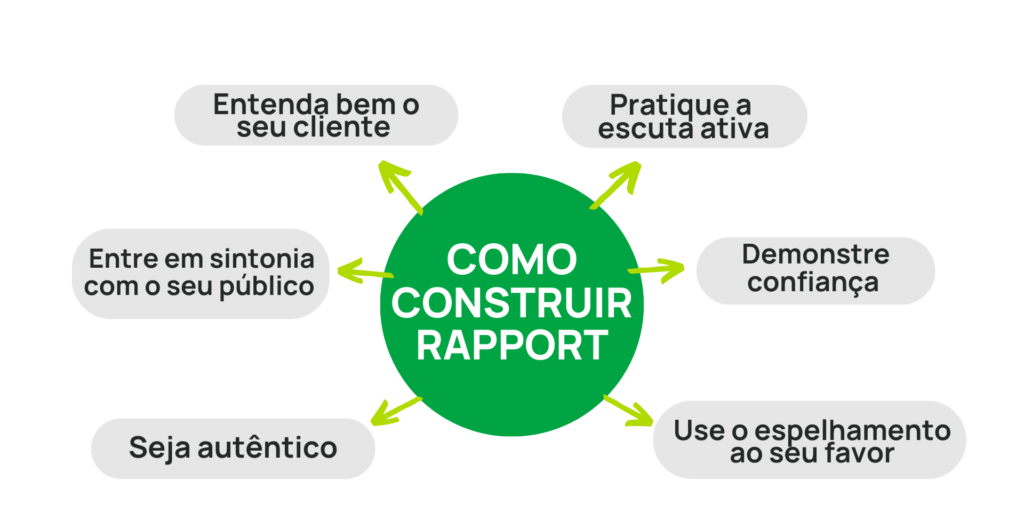 Entenda bem o
seu cliente
Pratique a
escuta ativa
Entre em sintonia
com o seu público
COMO
CONSTRUIR
RAPPORT
Demonstre
confiança
Seja autêntico
Use o espelhamento
ao seu favor